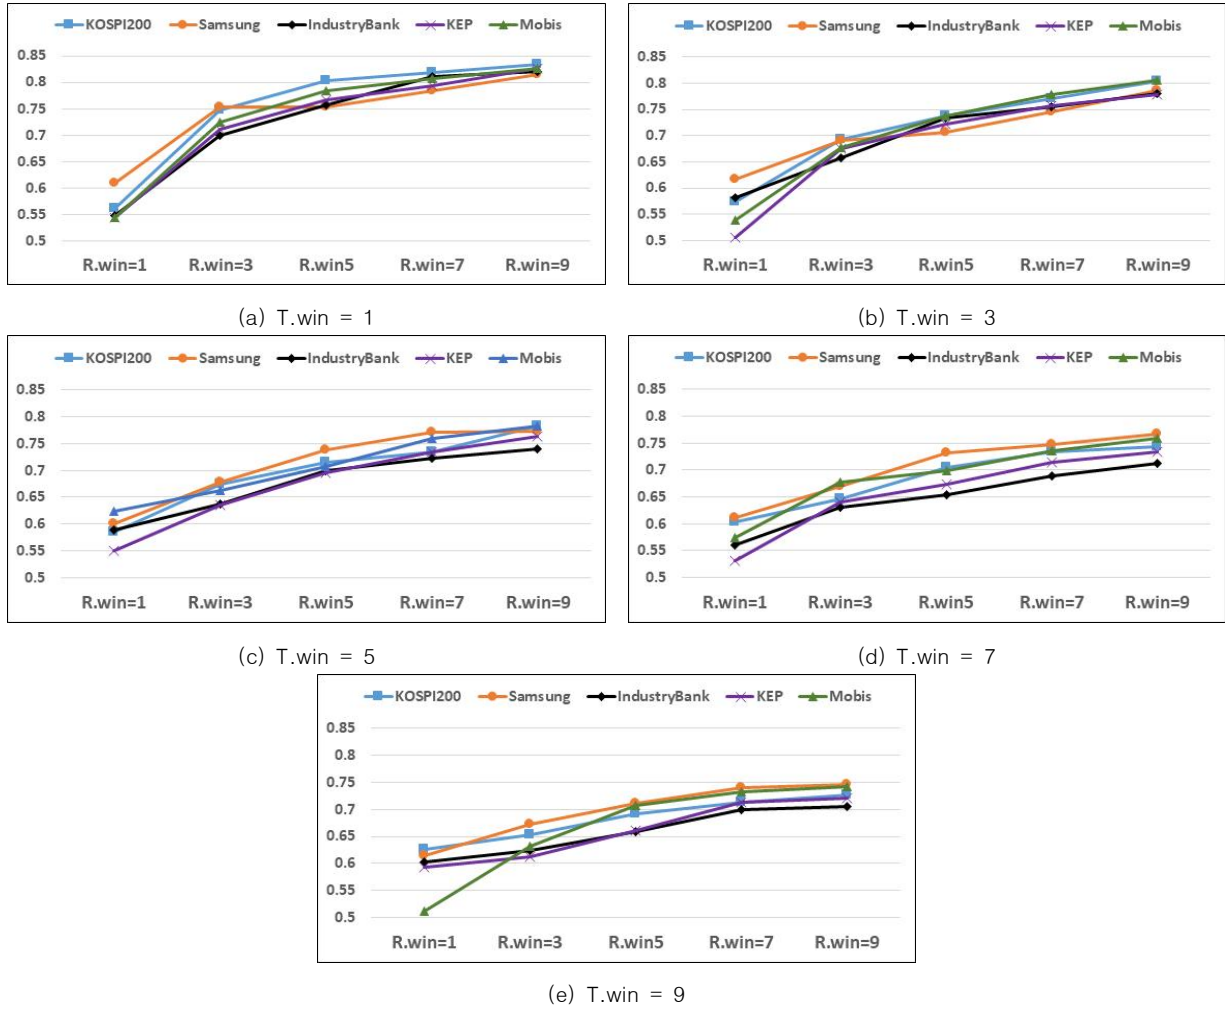 KOSPI200 Samsung IndustryBank KEP Mobis
0.85
0.8
0.75
0.7
0.65
0.6
0.55
0.5
R.win=1 R.win=3 R.win5 R.win=7 R.win=9
(a) T.win = 1
KOSPI200 Samsung IndustryBank KEP Mobis
0.85
0.8
0.75
0.7
0.65
0.6
0.55
0.5
R.win=1 R.win=3 R.win5 R.win=7 R.win=9
(b) T.win = 3
KOSPI200 Samsung IndustryBank KEP Mobis
0.85
0.8
0.75
0.7
0.65
0.6
0.55
0.5
R.win=1 R.win=3 R.win5 R.win=7 R.win=9
(c) T.win = 5
KOSPI200 Samsung IndustryBank KEP Mobis
0.85
0.8
0.75
0.7
0.65
0.6
0.55
0.5
R.win=1 R.win=3 R.win5 R.win=7 R.win=9
(d) T.win = 7
KOSPI200 Samsung IndustryBank KEP Mobis
0.85
0.8
0.75
0.7
0.65
0.6
0.55
0.5
R.win=1 R.win=3 R.win5 R.win=7 R.win=9
(e) T.win = 9